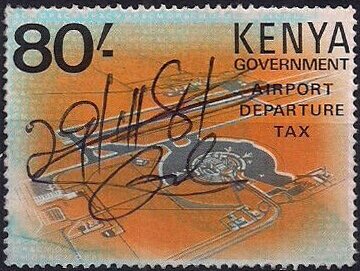 80/- KENYA
GOVERNMENT
AIRPORT
DEPARTURE
TAX